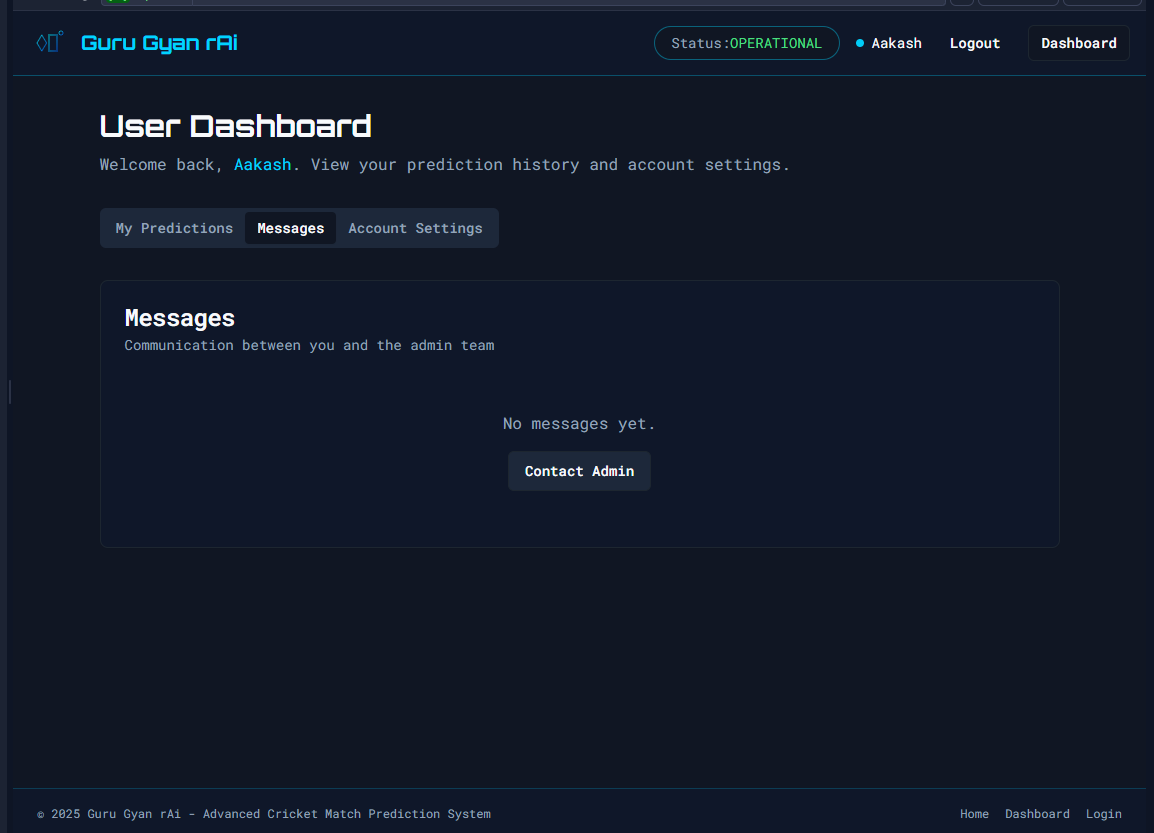 Guru Gyan rAi
Status:OPERATIONAL
Aakash
Logout
Dashboard
User Dashboard
Welcome back, Aakash. View your prediction history and account settings.
My Predictions
Messages
Account Settings
Messages
Communication between you and the admin team
No messages yet.
Contact Admin
© 2025 Guru Gyan rAi - Advanced Cricket Match Prediction System
Home
Dashboard
Login